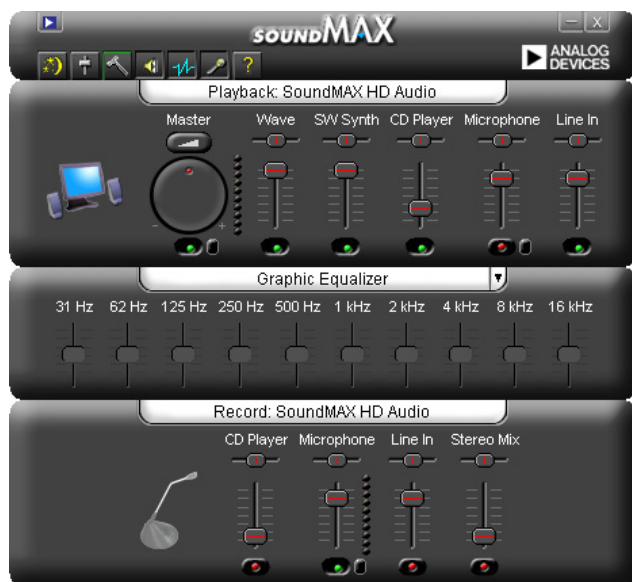 SOUNDMAX
X
?
ANALOG
DEVICES
Playback: SoundMAX HD Audio
Master Wave SW Synth CD Player Microphone Line In
- +
Graphic Equalizer
31 Hz 62 Hz 125 Hz 250 Hz 500 Hz 1 kHz 2 kHz 4 kHz 8 kHz 16 kHz
Record: SoundMAX HD Audio
CD Player Microphone Line In Stereo Mix